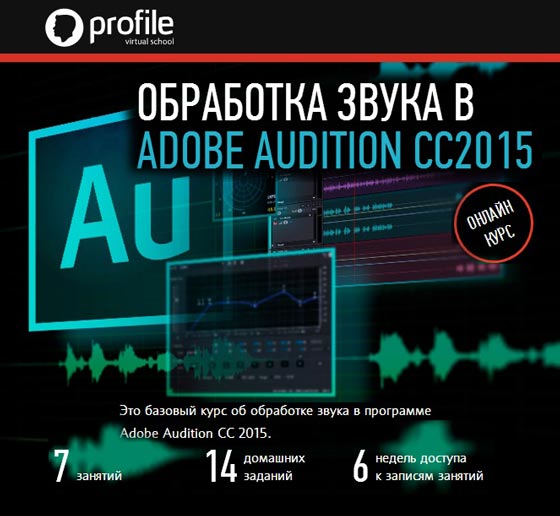 profile
virtual school
ОБРАБОТКА ЗВУКА В
ADOBE AUDITION CC2015
Au
ОНЛАЙН
КУРС
Это базовый курс об обработке звука в программе
Adobe Audition CC 2015.
7 занятий
14 домашних
заданий
6 недель доступа
к записям занятий